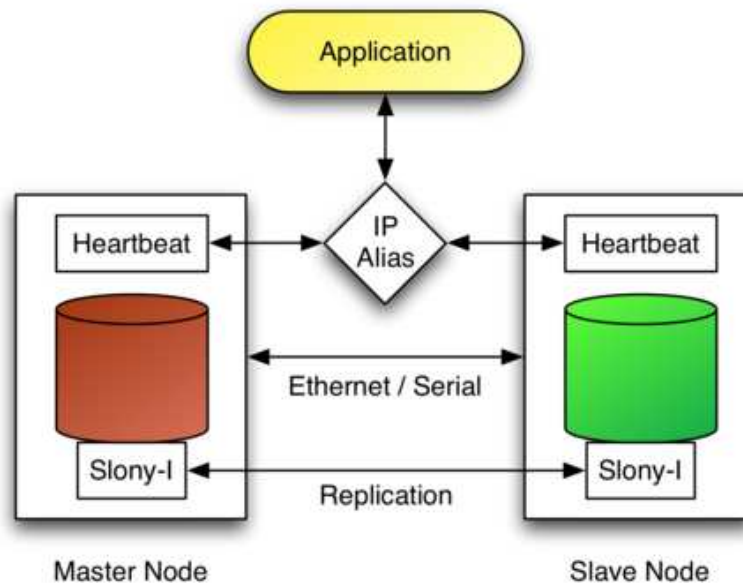 Application
IP
Alias
Heartbeat
Heartbeat
Ethernet / Serial
Slony-I
Slony-I
Replication
Master Node
Slave Node